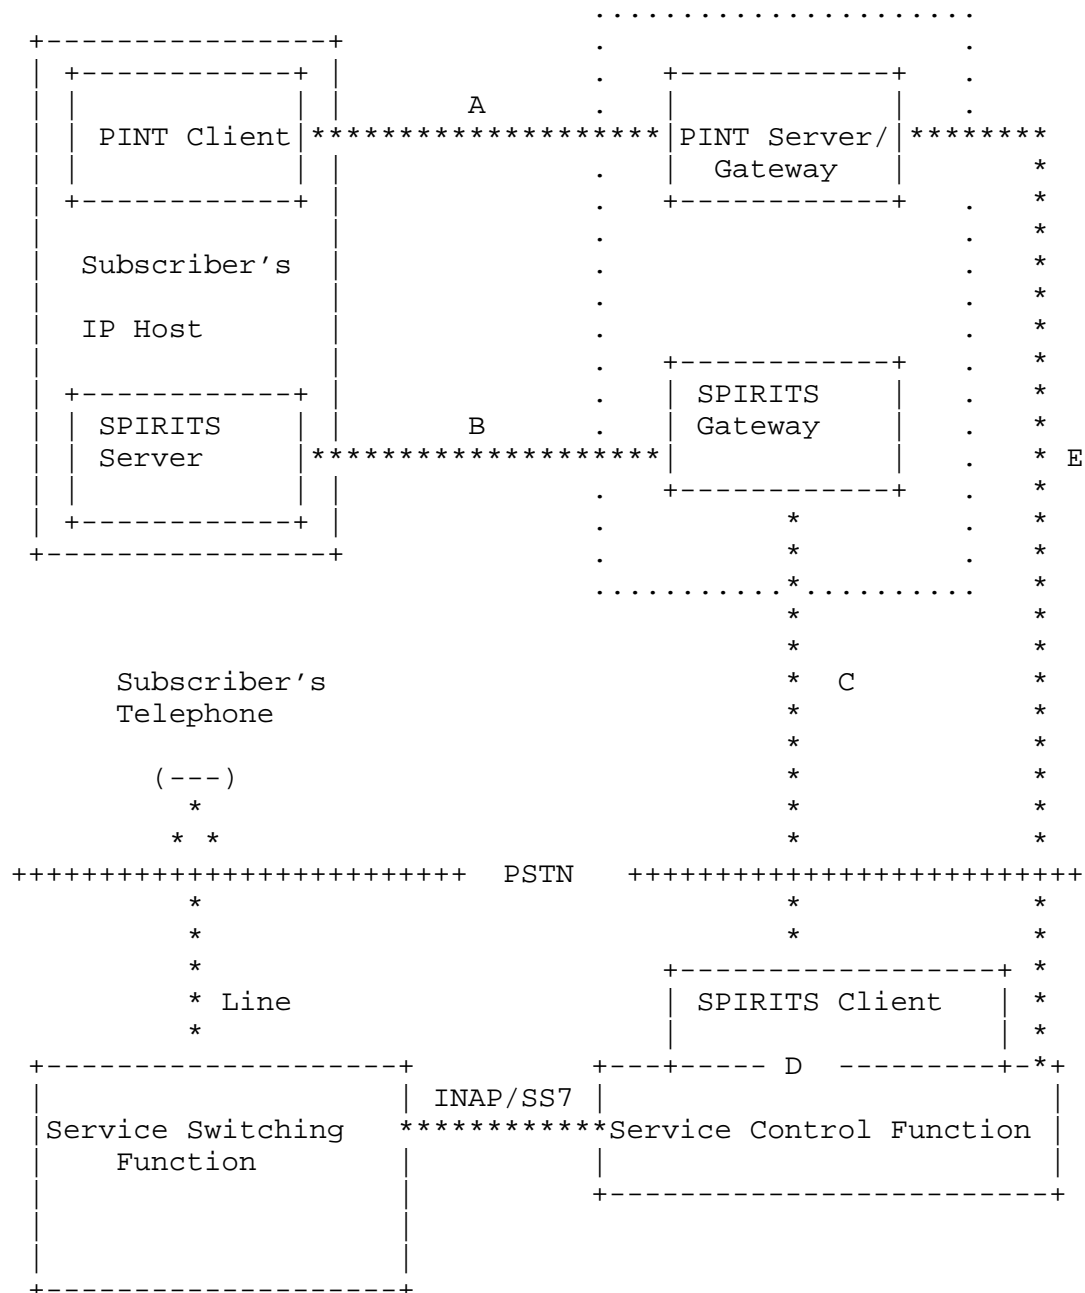 A
PINT Client
PINT Server/
Gateway
Subscriber's
IP Host
SPIRITS
Server
B
SPIRITS
Gateway
E
Subscriber's
Telephone
C
(---)
PSTN
Line
SPIRITS Client
D
INAP/SS7
Service Switching
Function
Service Control Function